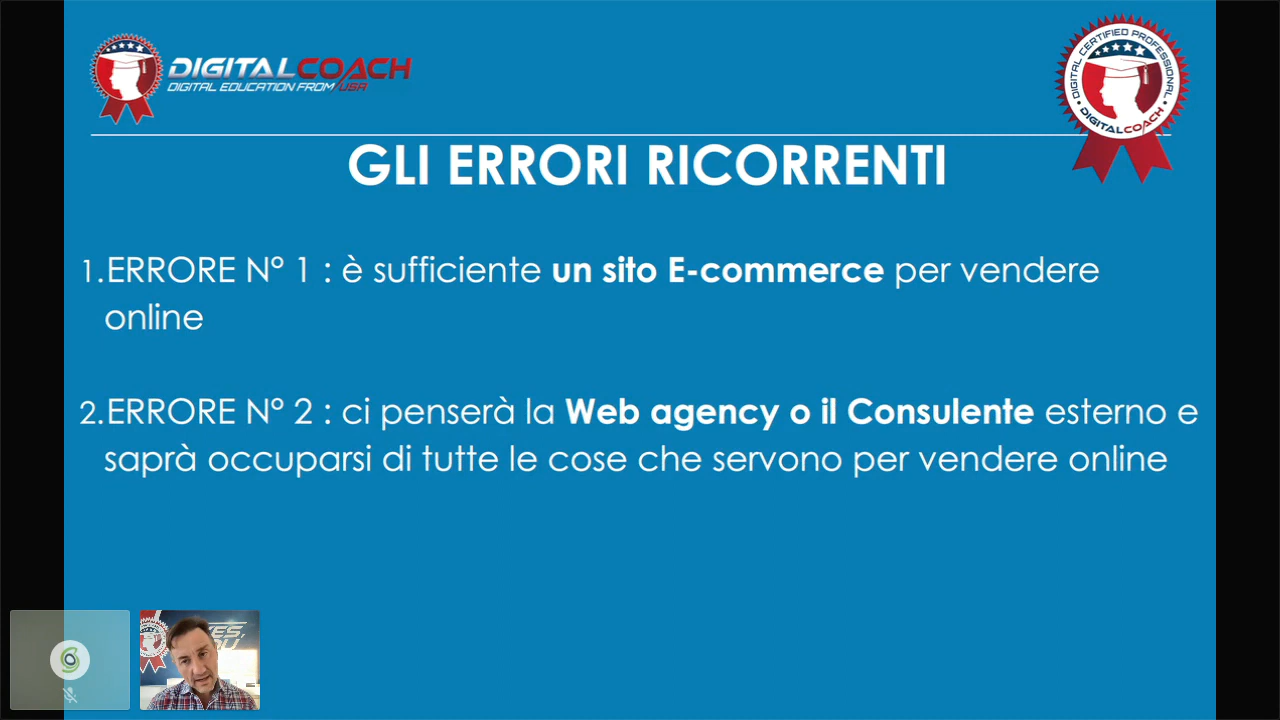 DIGITALCOACH
DIGITAL EDUCATION FROM USA
DIGITAL CERTIFIED PROFESSIONAL
DIGITALCOACH
GLI ERRORI RICORRENTI
1.ERRORE N° 1 : è sufficiente un sito E-commerce per vendere
online
2.ERRORE N° 2 : ci penserà la Web agency o il Consulente esterno e
saprà occuparsi di tutte le cose che servono per vendere online
YES,